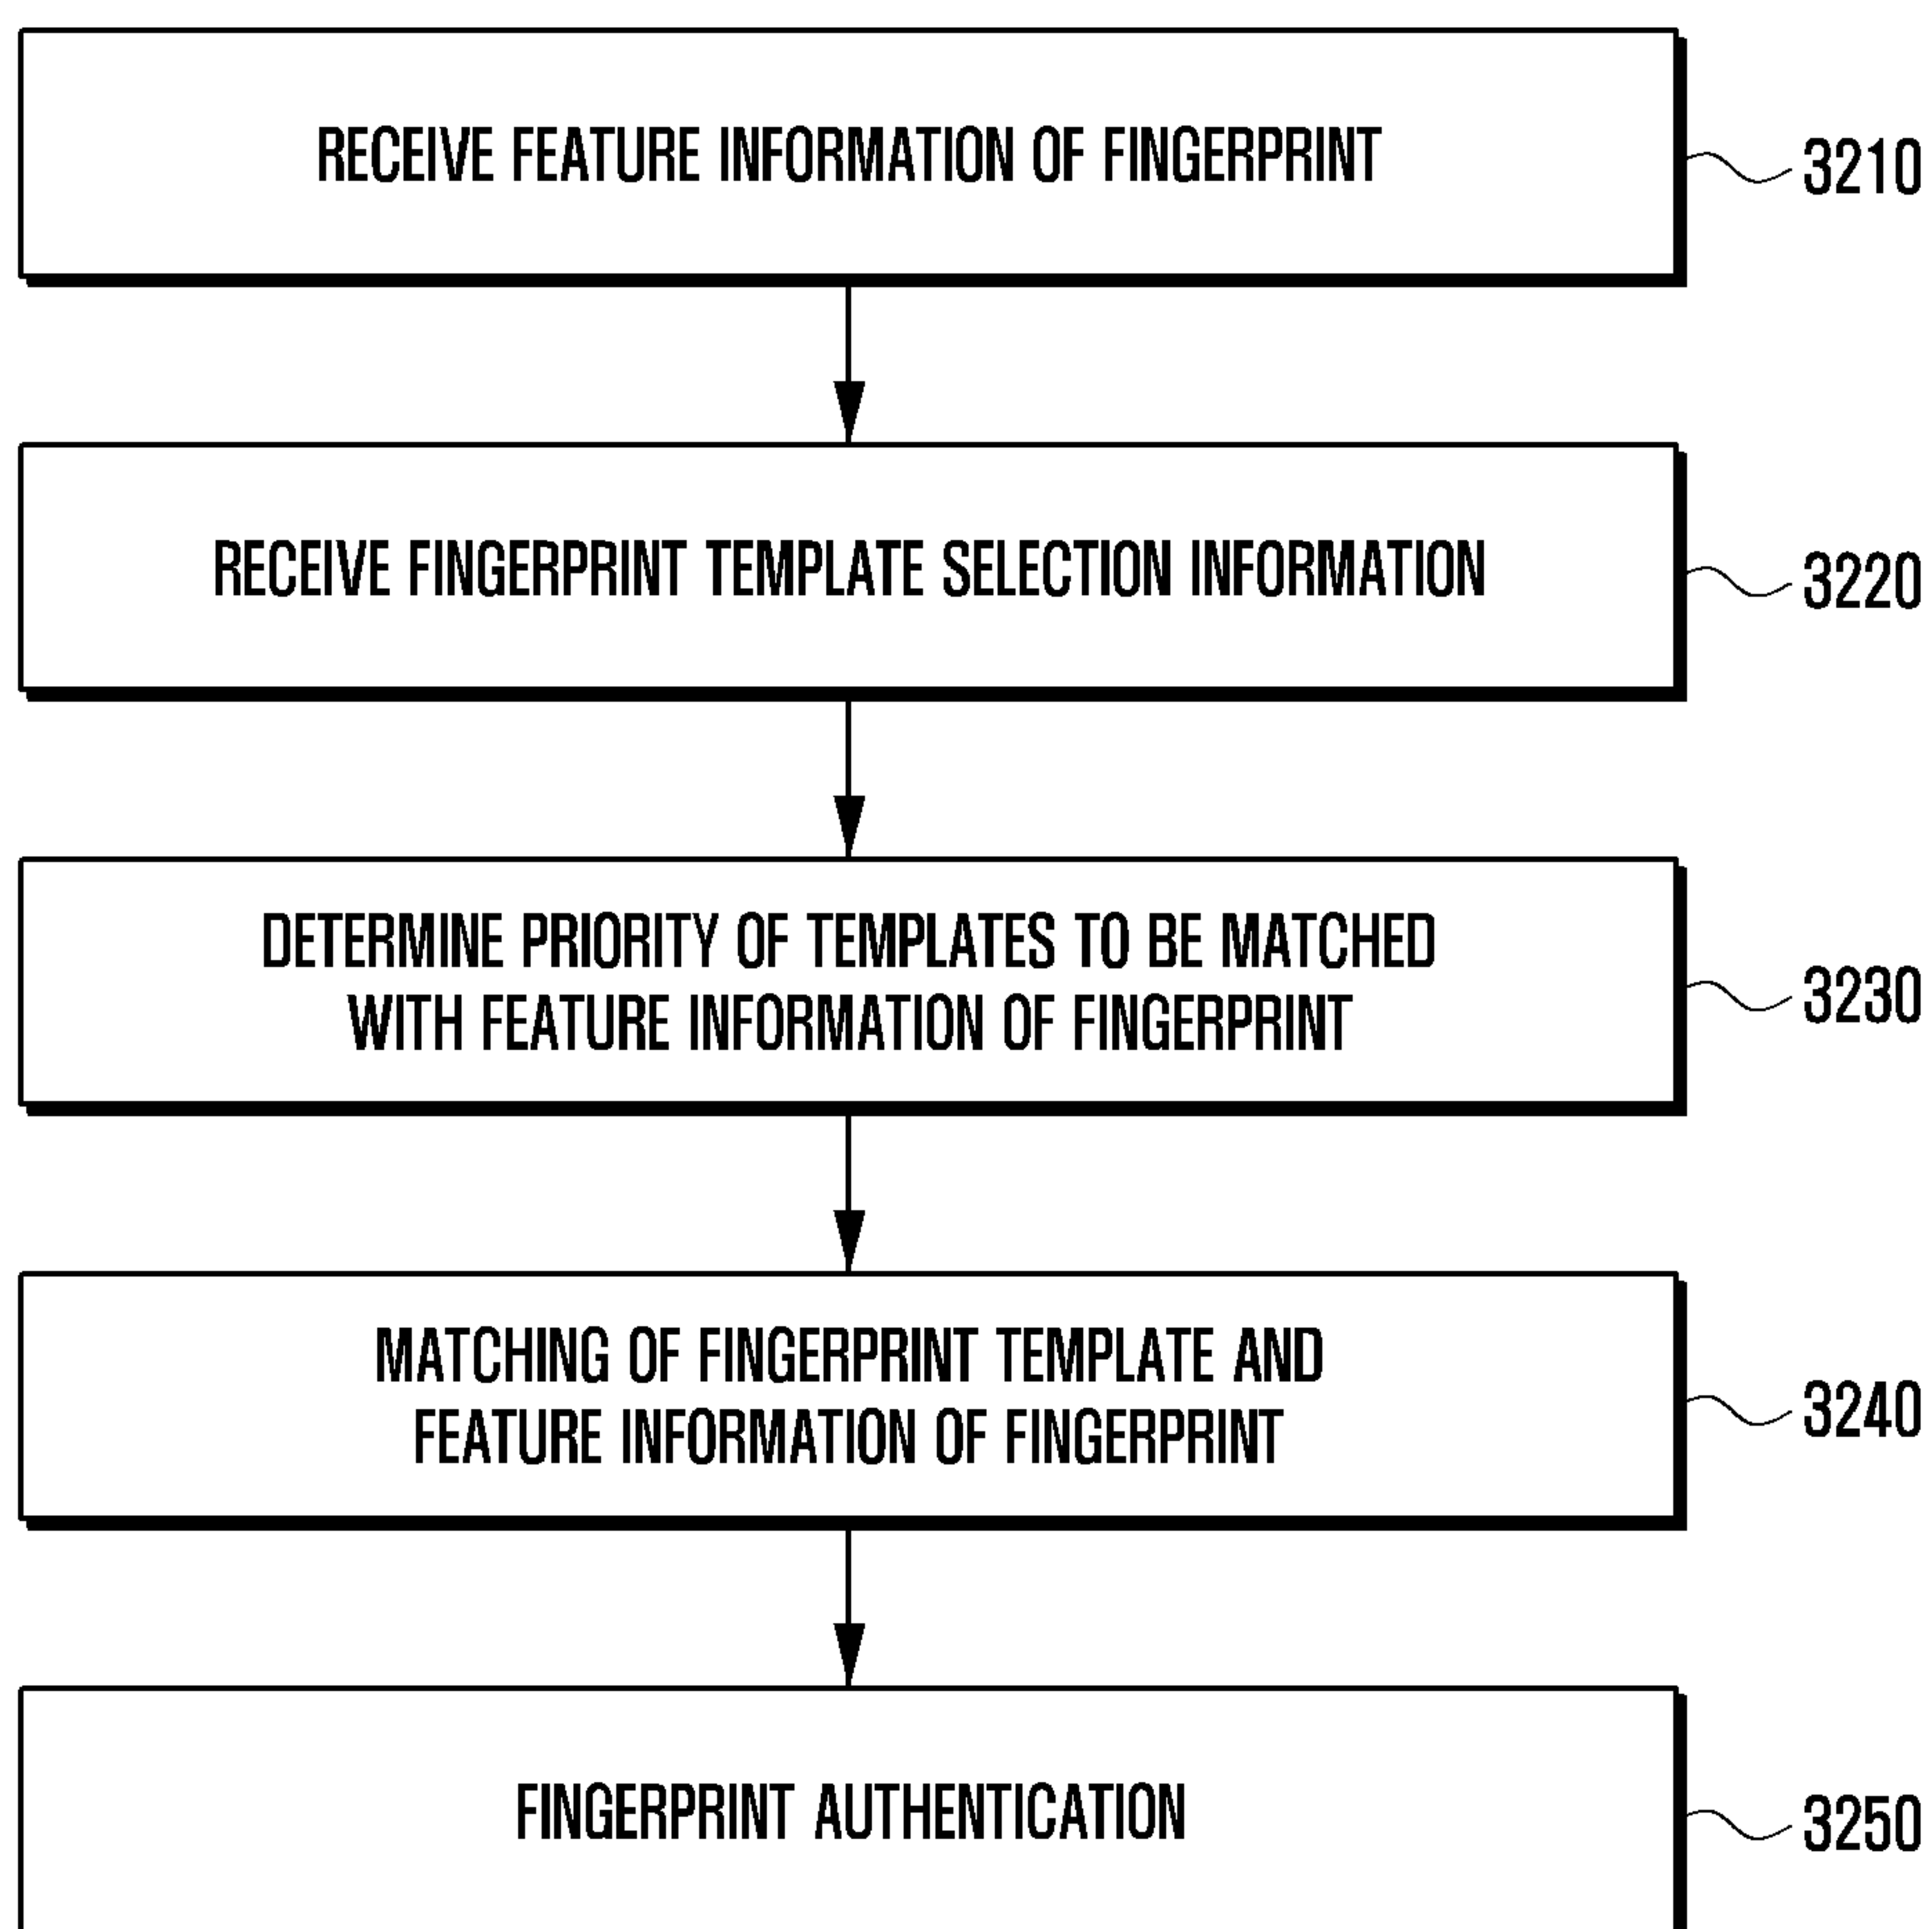 RECEIVE FEATURE INFORMATION OF FINGERPRINT
3210
RECEIVE FINGERPRINT TEMPLATE SELECTION INFORMATION
3220
DETERMINE PRIORITY OF TEMPLATES TO BE MATCHED
WITH FEATURE INFORMATION OF FINGERPRINT
3230
MATCHING OF FINGERPRINT TEMPLATE AND
FEATURE INFORMATION OF FINGERPRINT
3240
FINGERPRINT AUTHENTICATION
3250